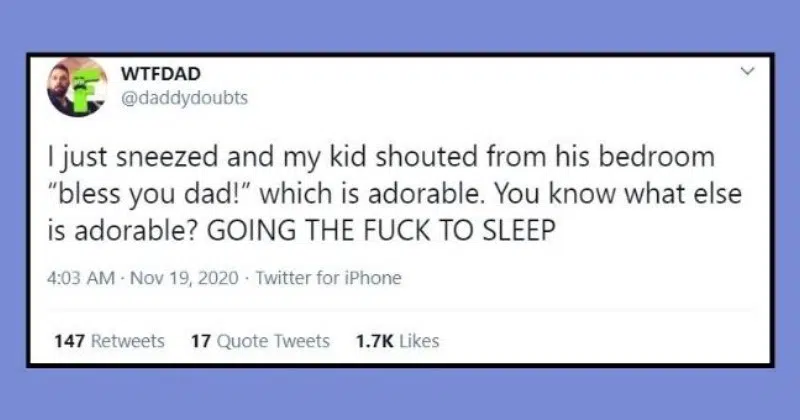 WTFDAD
@daddydoubts
I just sneezed and my kid shouted from his bedroom
“bless you dad!” which is adorable. You know what else
is adorable? GOING THE FUCK TO SLEEP
4:03 AM · Nov 19, 2020 · Twitter for iPhone
147 Retweets 17 Quote Tweets 1.7K Likes